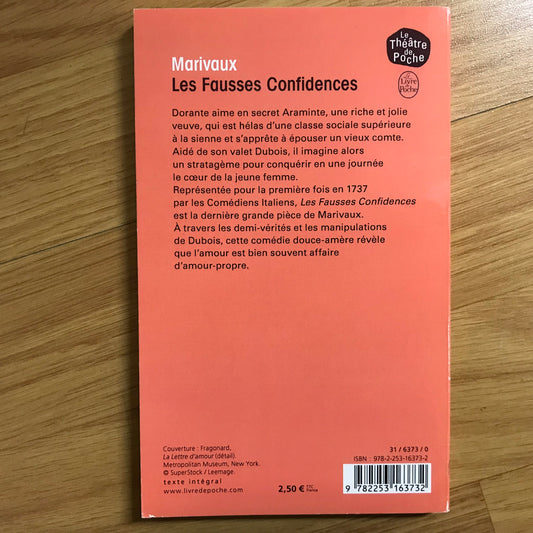 Le
Théâtre
de
Poche
Le
Livre
de
Poche
Marivaux
Les Fausses Confidences
Dorante aime en secret Araminte, une riche et jolie
veuve, qui est hélas d'une classe sociale supérieure
à la sienne et s'apprête à épouser un vieux comte.
Aidé de son valet Dubois, il imagine alors
un stratagème pour conquérir en une journée
le cœur de la jeune femme.
Représentée pour la première fois en 1737
par les Comédiens Italiens, Les Fausses Confidences
est la dernière grande pièce de Marivaux.
À travers les demi-vérités et les manipulations
de Dubois, cette comédie douce-amère révèle
que l'amour est bien souvent affaire
d'amour-propre.
Couverture : Fragonard,
La Lettre d'amour (détail).
Metropolitan Museum, New York.
© SuperStock / Leemage.
texte intégral
www.livredepoche.com
2,50 € TTC
France
31 / 6373 / 0
ISBN : 978-2-253-16373-2
9 782253 163732